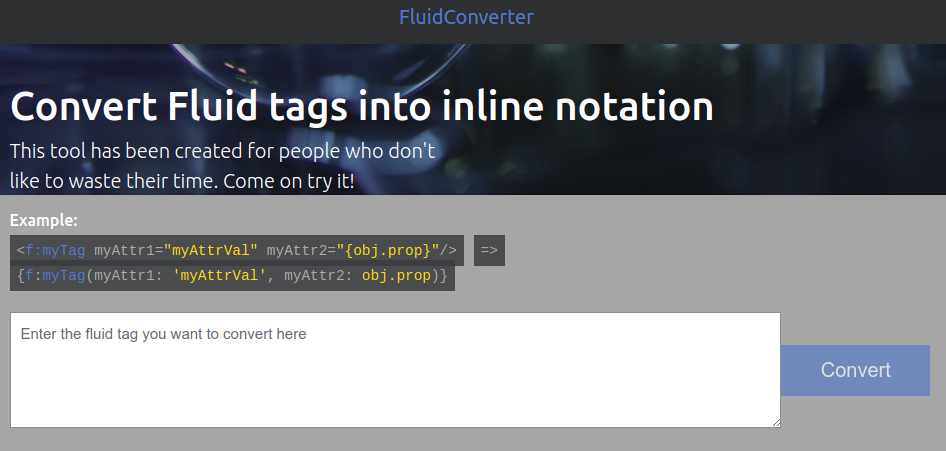 FluidConverter
Convert Fluid tags into inline notation
This tool has been created for people who don't
like to waste their time. Come on try it!
Example:
<f:myTag myAttr1="myAttrVal" myAttr2="{obj.prop}"/> =>
{f:myTag(myAttr1: 'myAttrVal', myAttr2: obj.prop)}
Enter the fluid tag you want to convert here
Convert